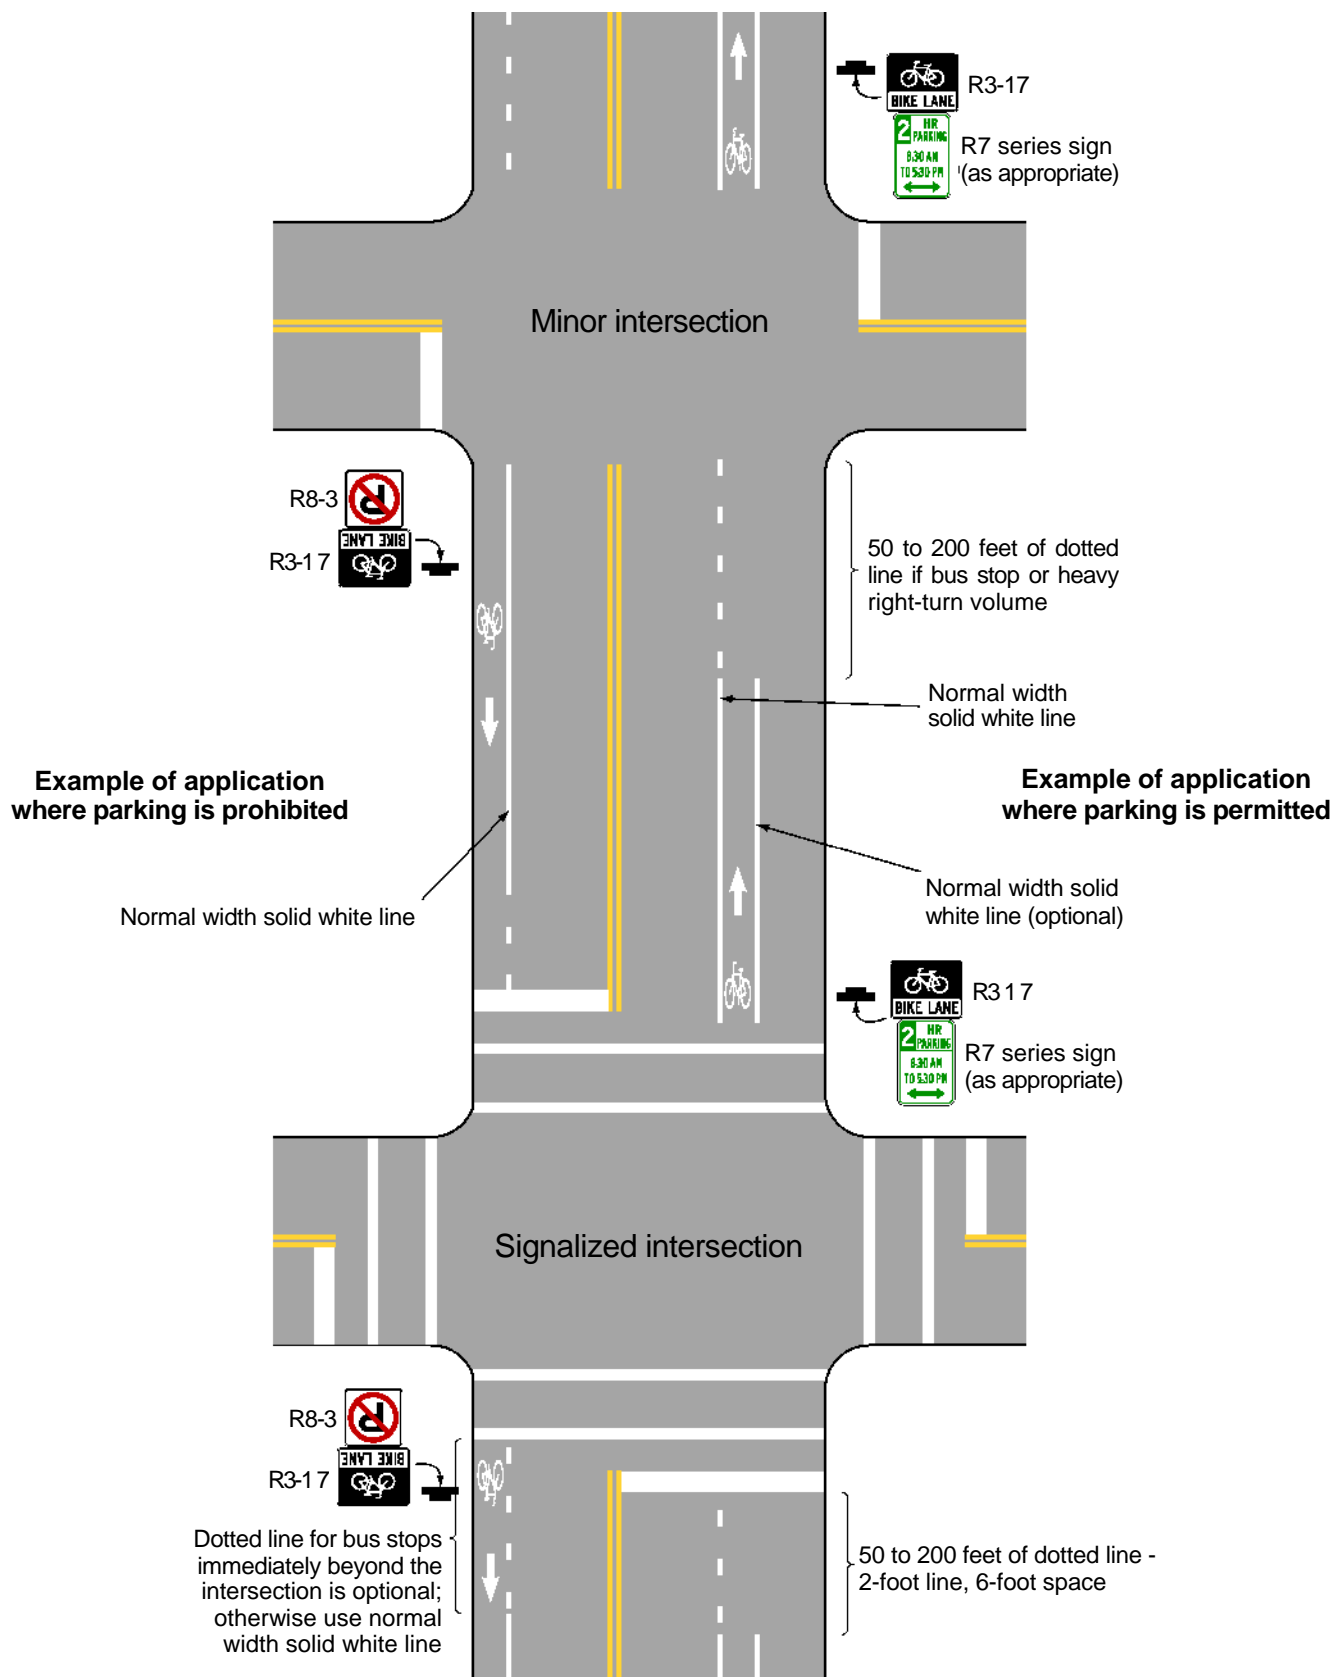 BIKE LANE
R3-17
2 HR
PARKING
8:30 AM
TO 5:30 PM
R7 series sign
(as appropriate)
Minor intersection
R8-3
P
BIKE LANE
R3-17
50 to 200 feet of dotted
line if bus stop or heavy
right-turn volume
Normal width
solid white line
Example of application
where parking is prohibited
Example of application
where parking is permitted
Normal width solid white line
Normal width solid
white line (optional)
BIKE LANE
R3 17
2 HR
PARKING
8:30 AM
TO 5:30 PM
R7 series sign
(as appropriate)
Signalized intersection
R8-3
P
BIKE LANE
R3-17
Dotted line for bus stops
immediately beyond the
intersection is optional;
otherwise use normal
width solid white line
50 to 200 feet of dotted line -
2-foot line, 6-foot space